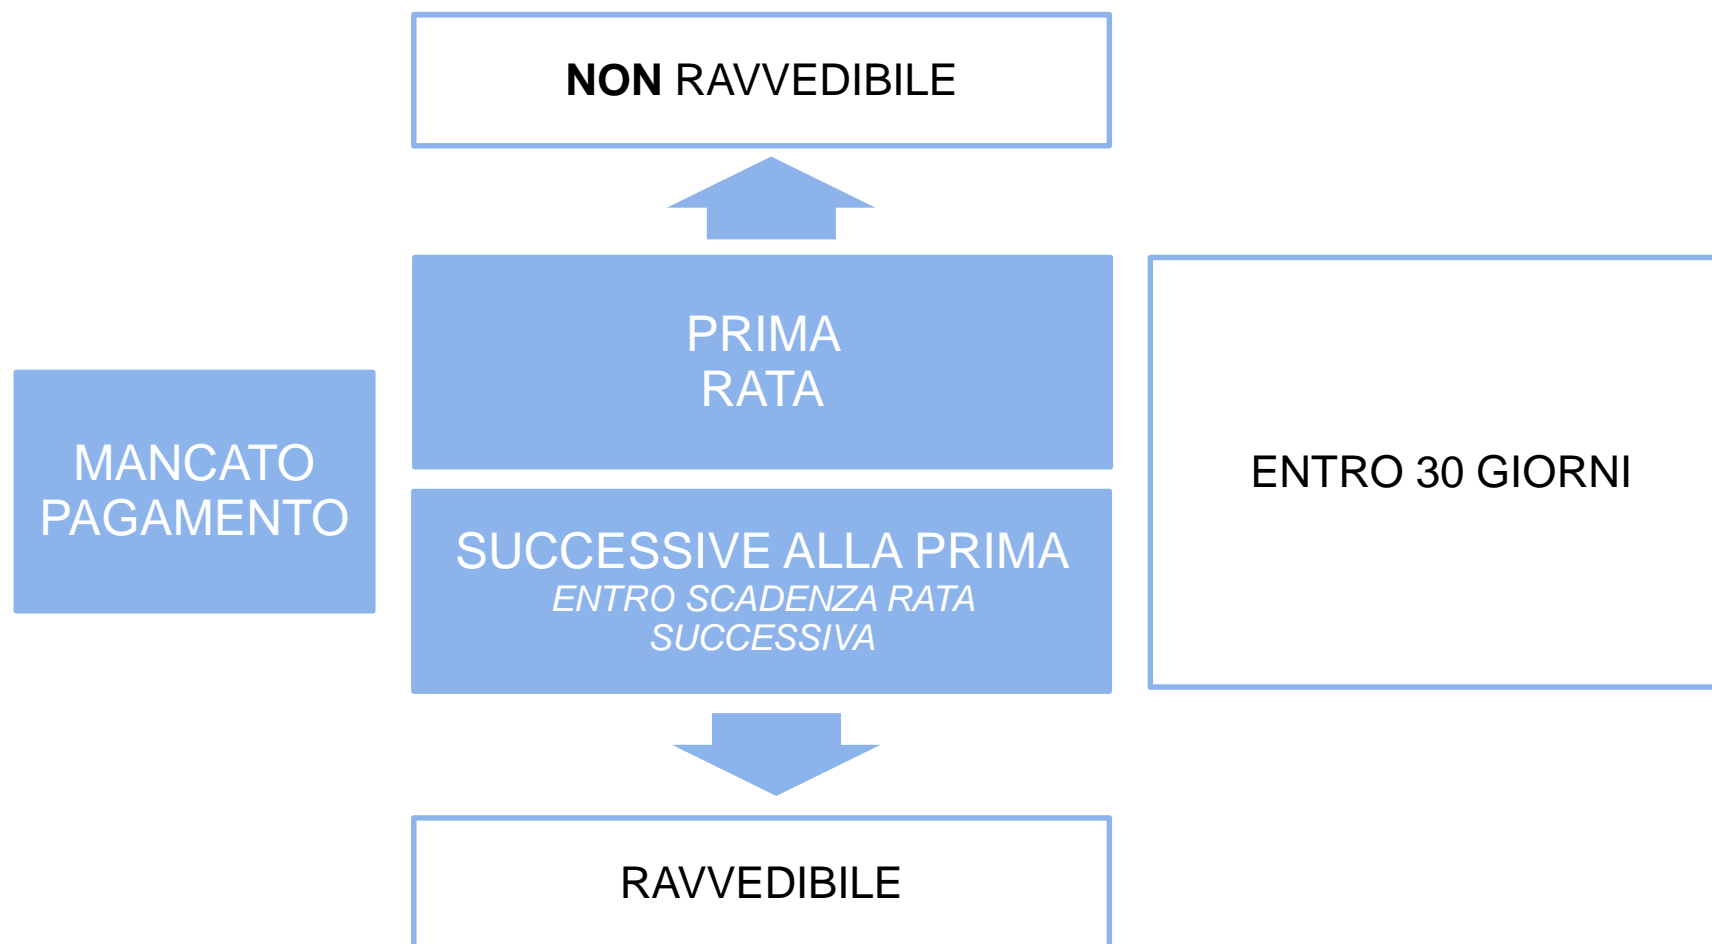 NON RAVVEDIBILE
PRIMA
RATA
MANCATO
PAGAMENTO
ENTRO 30 GIORNI
SUCCESSIVE ALLA PRIMA
ENTRO SCADENZA RATA
SUCCESSIVA
RAVVEDIBILE